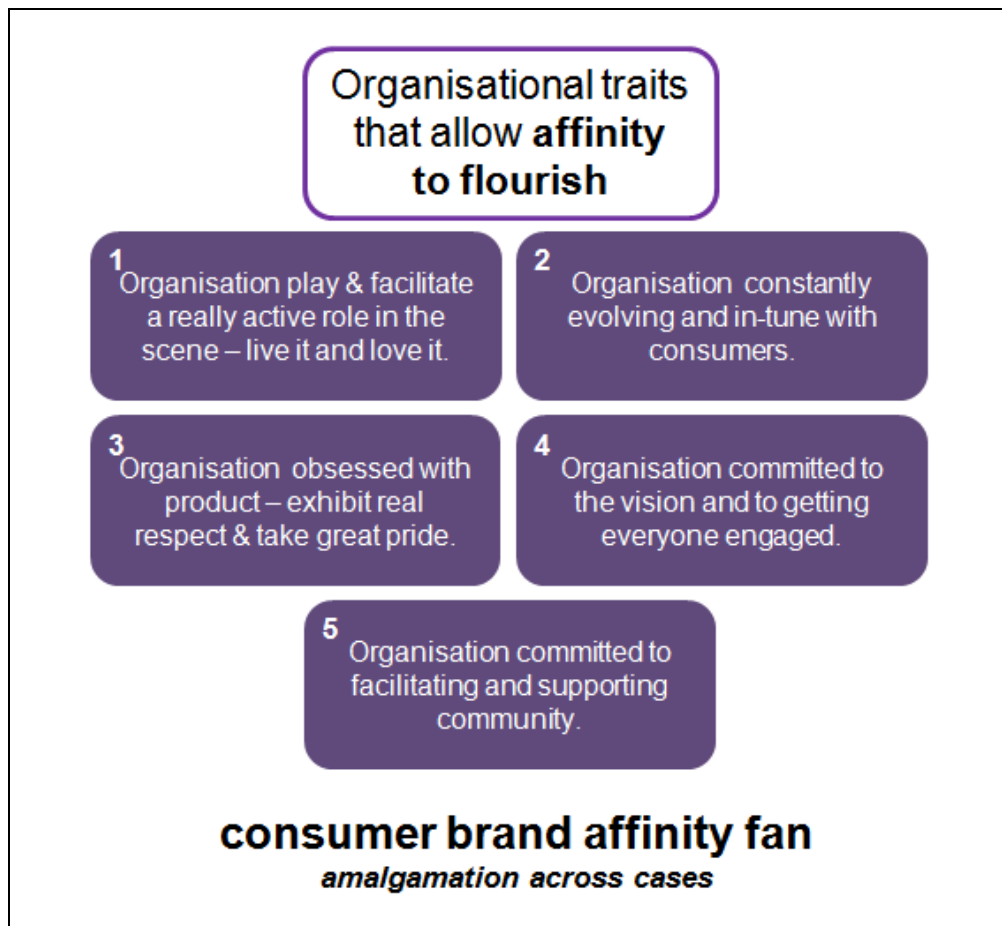 Organisational traits
that allow affinity
to flourish
1
Organisation play & facilitate
a really active role in the
scene – live it and love it.
2
Organisation constantly
evolving and in-tune with
consumers.
3
Organisation obsessed with
product – exhibit real
respect & take great pride.
4
Organisation committed to
the vision and to getting
everyone engaged.
5
Organisation committed to
facilitating and supporting
community.
consumer brand affinity fan
amalgamation across cases